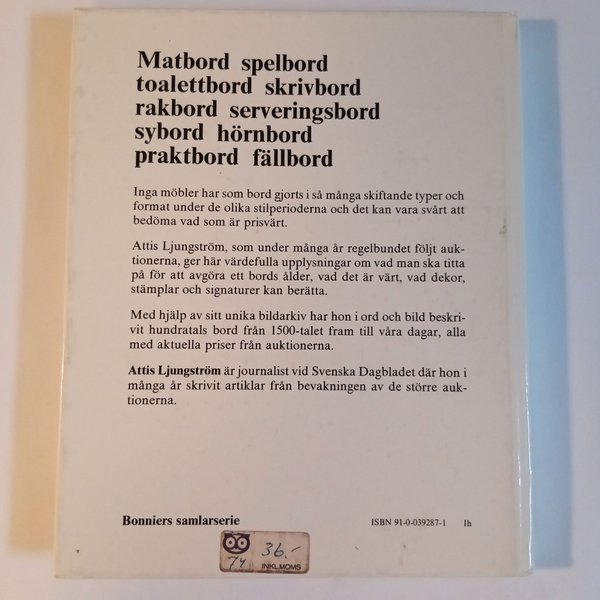 Matbord spelbord
toalettbord skrivbord
rakbord serveringsbord
sybord hörnbord
praktbord fällbord
Inga möbler har som bord gjorts i så många skiftande typer och
format under de olika stilperioderna och det kan vara svårt att
bedöma vad som är prisvärt.
Attis Ljungström, som under många år regelbundet följt auk-
tionerna, ger här värdefulla upplysningar om vad man ska titta
på för att avgöra ett bords ålder, vad det är värt, vad dekor,
stämplar och signaturer kan berätta.
Med hjälp av sitt unika bildarkiv har hon i ord och bild beskri-
vit hundratals bord från 1500-talet fram till våra dagar, alla
med aktuella priser från auktionerna.
Attis Ljungström är journalist vid Svenska Dagbladet där hon i
många år skrivit artiklar från bevakningen av de större auk-
tionerna.
Bonniers samlarserie ISBN 91-0-039287-1 Ih
36.-
74 INKL.MOMS